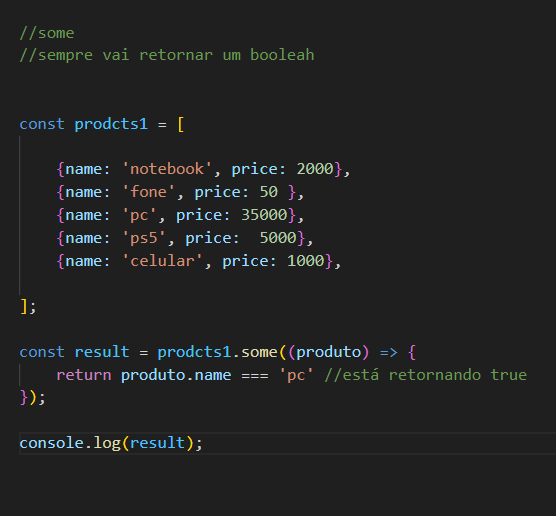 //some
//sempre vai retornar um booleah
const prodcts1 = [
{name: 'notebook', price: 2000},
{name: 'fone', price: 50 },
{name: 'pc', price: 35000},
{name: 'ps5', price:  5000},
{name: 'celular', price: 1000},
];
const result = prodcts1.some((produto) => {
return produto.name === 'pc' //está retornando true
});
console.log(result);